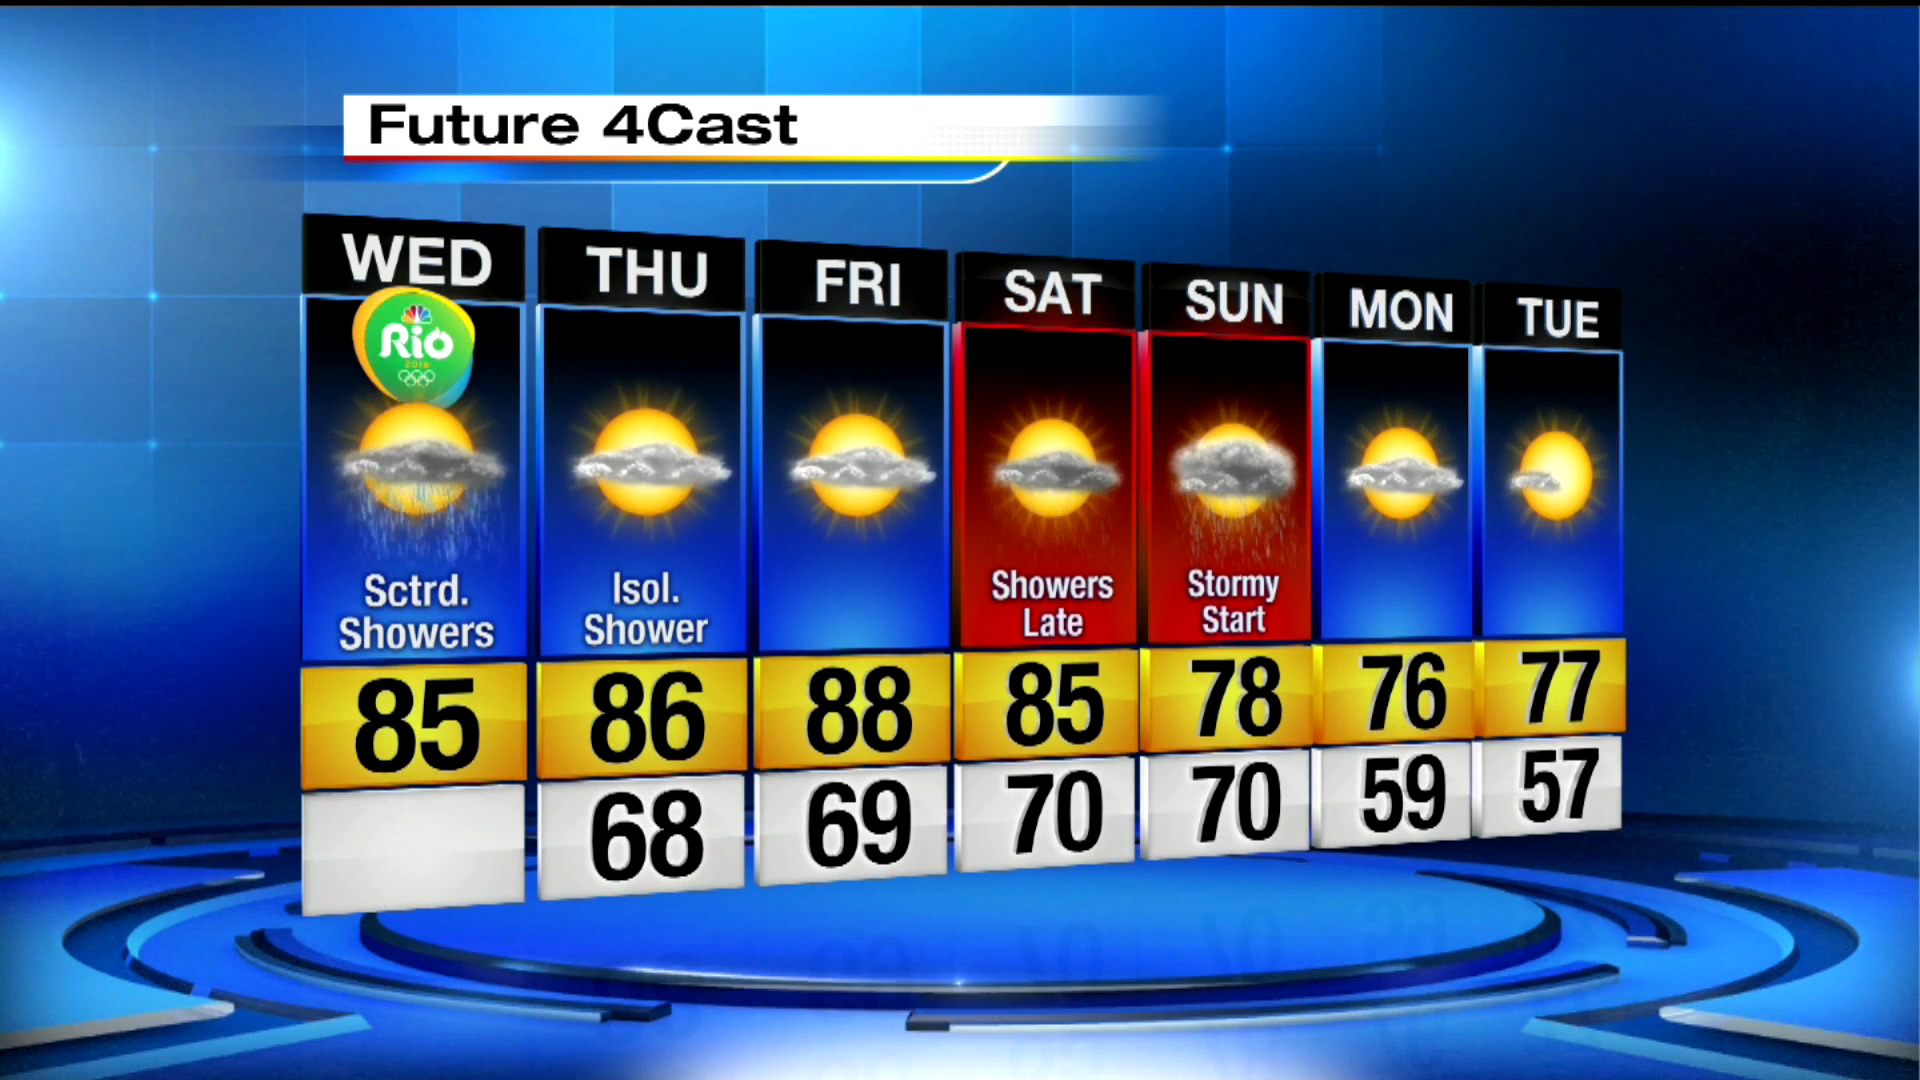 Future 4Cast
WED
THU
FRI
SAT
SUN
MON
TUE
Rio
2016
Sctrd.
Showers
Isol.
Shower
Showers
Late
Stormy
Start
85
86
88
85
78
76
77
68
69
70
70
59
57